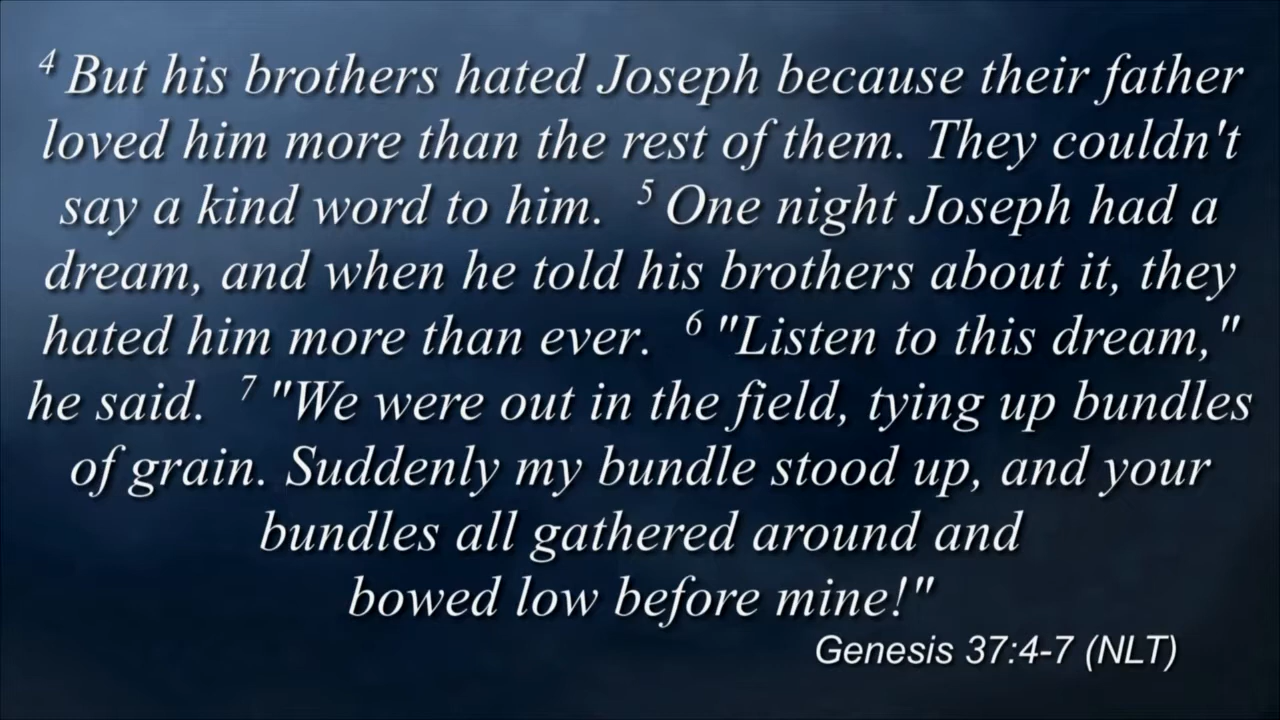 4 But his brothers hated Joseph because their father
loved him more than the rest of them. They couldn't
say a kind word to him. 5 One night Joseph had a
dream, and when he told his brothers about it, they
hated him more than ever. 6 "Listen to this dream,"
he said. 7 "We were out in the field, tying up bundles
of grain. Suddenly my bundle stood up, and your
bundles all gathered around and
bowed low before mine!"
Genesis 37:4-7 (NLT)